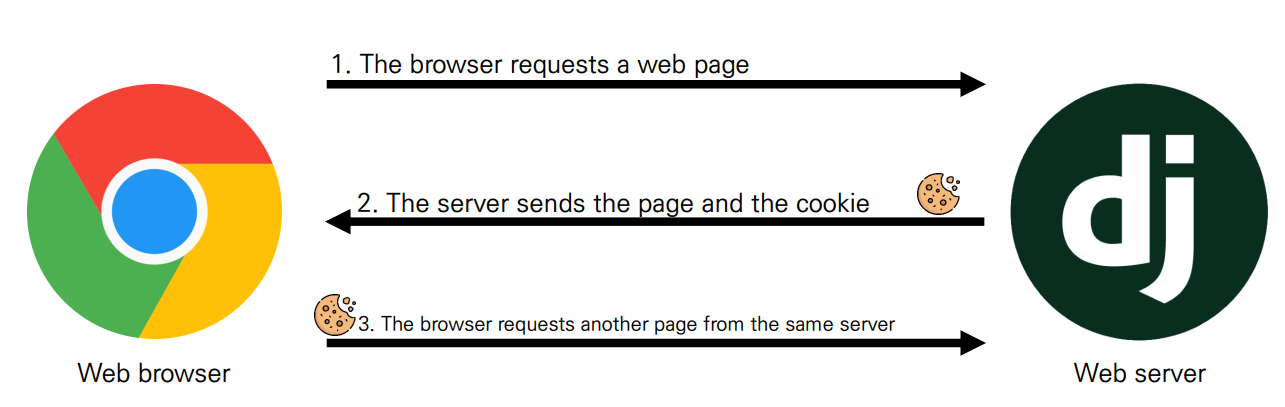 1. The browser requests a web page
2. The server sends the page and the cookie
3. The browser requests another page from the same server
dj
Web browser
Web server